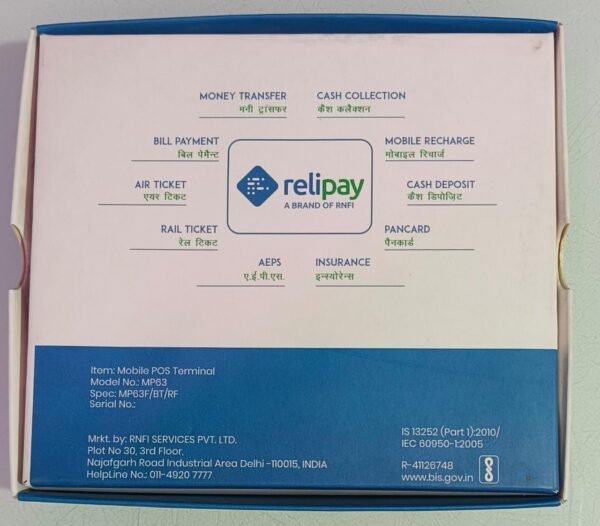 MONEY TRANSFER
मनी ट्रांसफर
CASH COLLECTION
कैश कलैक्शन
BILL PAYMENT
बिल पेमैन्ट
MOBILE RECHARGE
मोबाइल रिचार्ज
AIR TICKET
एयर टिकट
relipay
A BRAND OF RNFI
CASH DEPOSIT
कैश डिपोज़िट
RAIL TICKET
रेल टिकट
PANCARD
पैनकार्ड
AEPS
ए.ई.पी.एस.
INSURANCE
इन्स्योरेन्स
Item: Mobile POS Terminal
Model No.: MP63
Spec: MP63F/BT/RF
Serial No.:
Mrkt. by: RNFI SERVICES PVT. LTD.
Plot No 30, 3rd Floor,
Najafgarh Road Industrial Area Delhi -110015, INDIA
HelpLine No.: 011-4920 7777
IS 13252 (Part 1):2010/
IEC 60950-1:2005
R-41126748
www.bis.gov.in